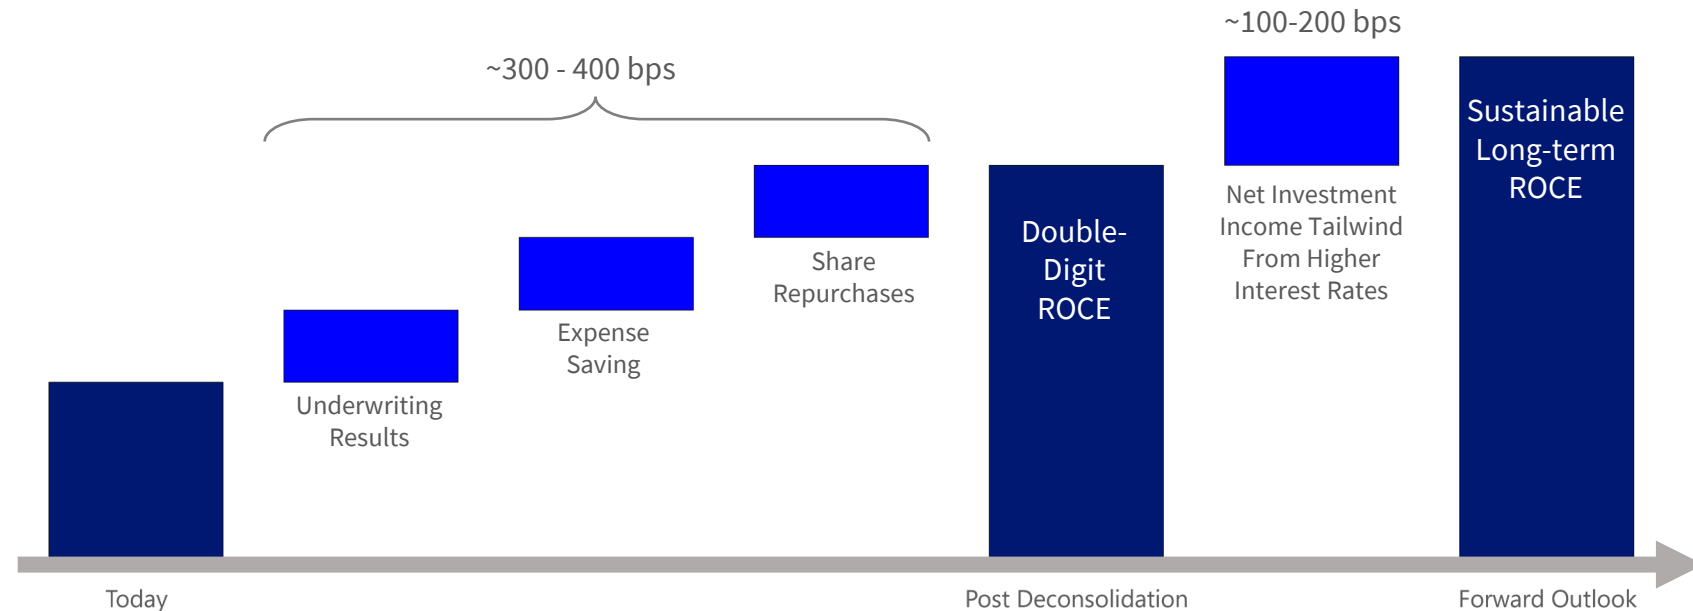 ~100-200 bps
~300 - 400 bps
Sustainable
Long-term
ROCE
Net Investment
Income Tailwind
From Higher
Interest Rates
Double-
Digit
ROCE
Share
Repurchases
Expense
Saving
Underwriting
Results
Today
Post Deconsolidation
Forward Outlook